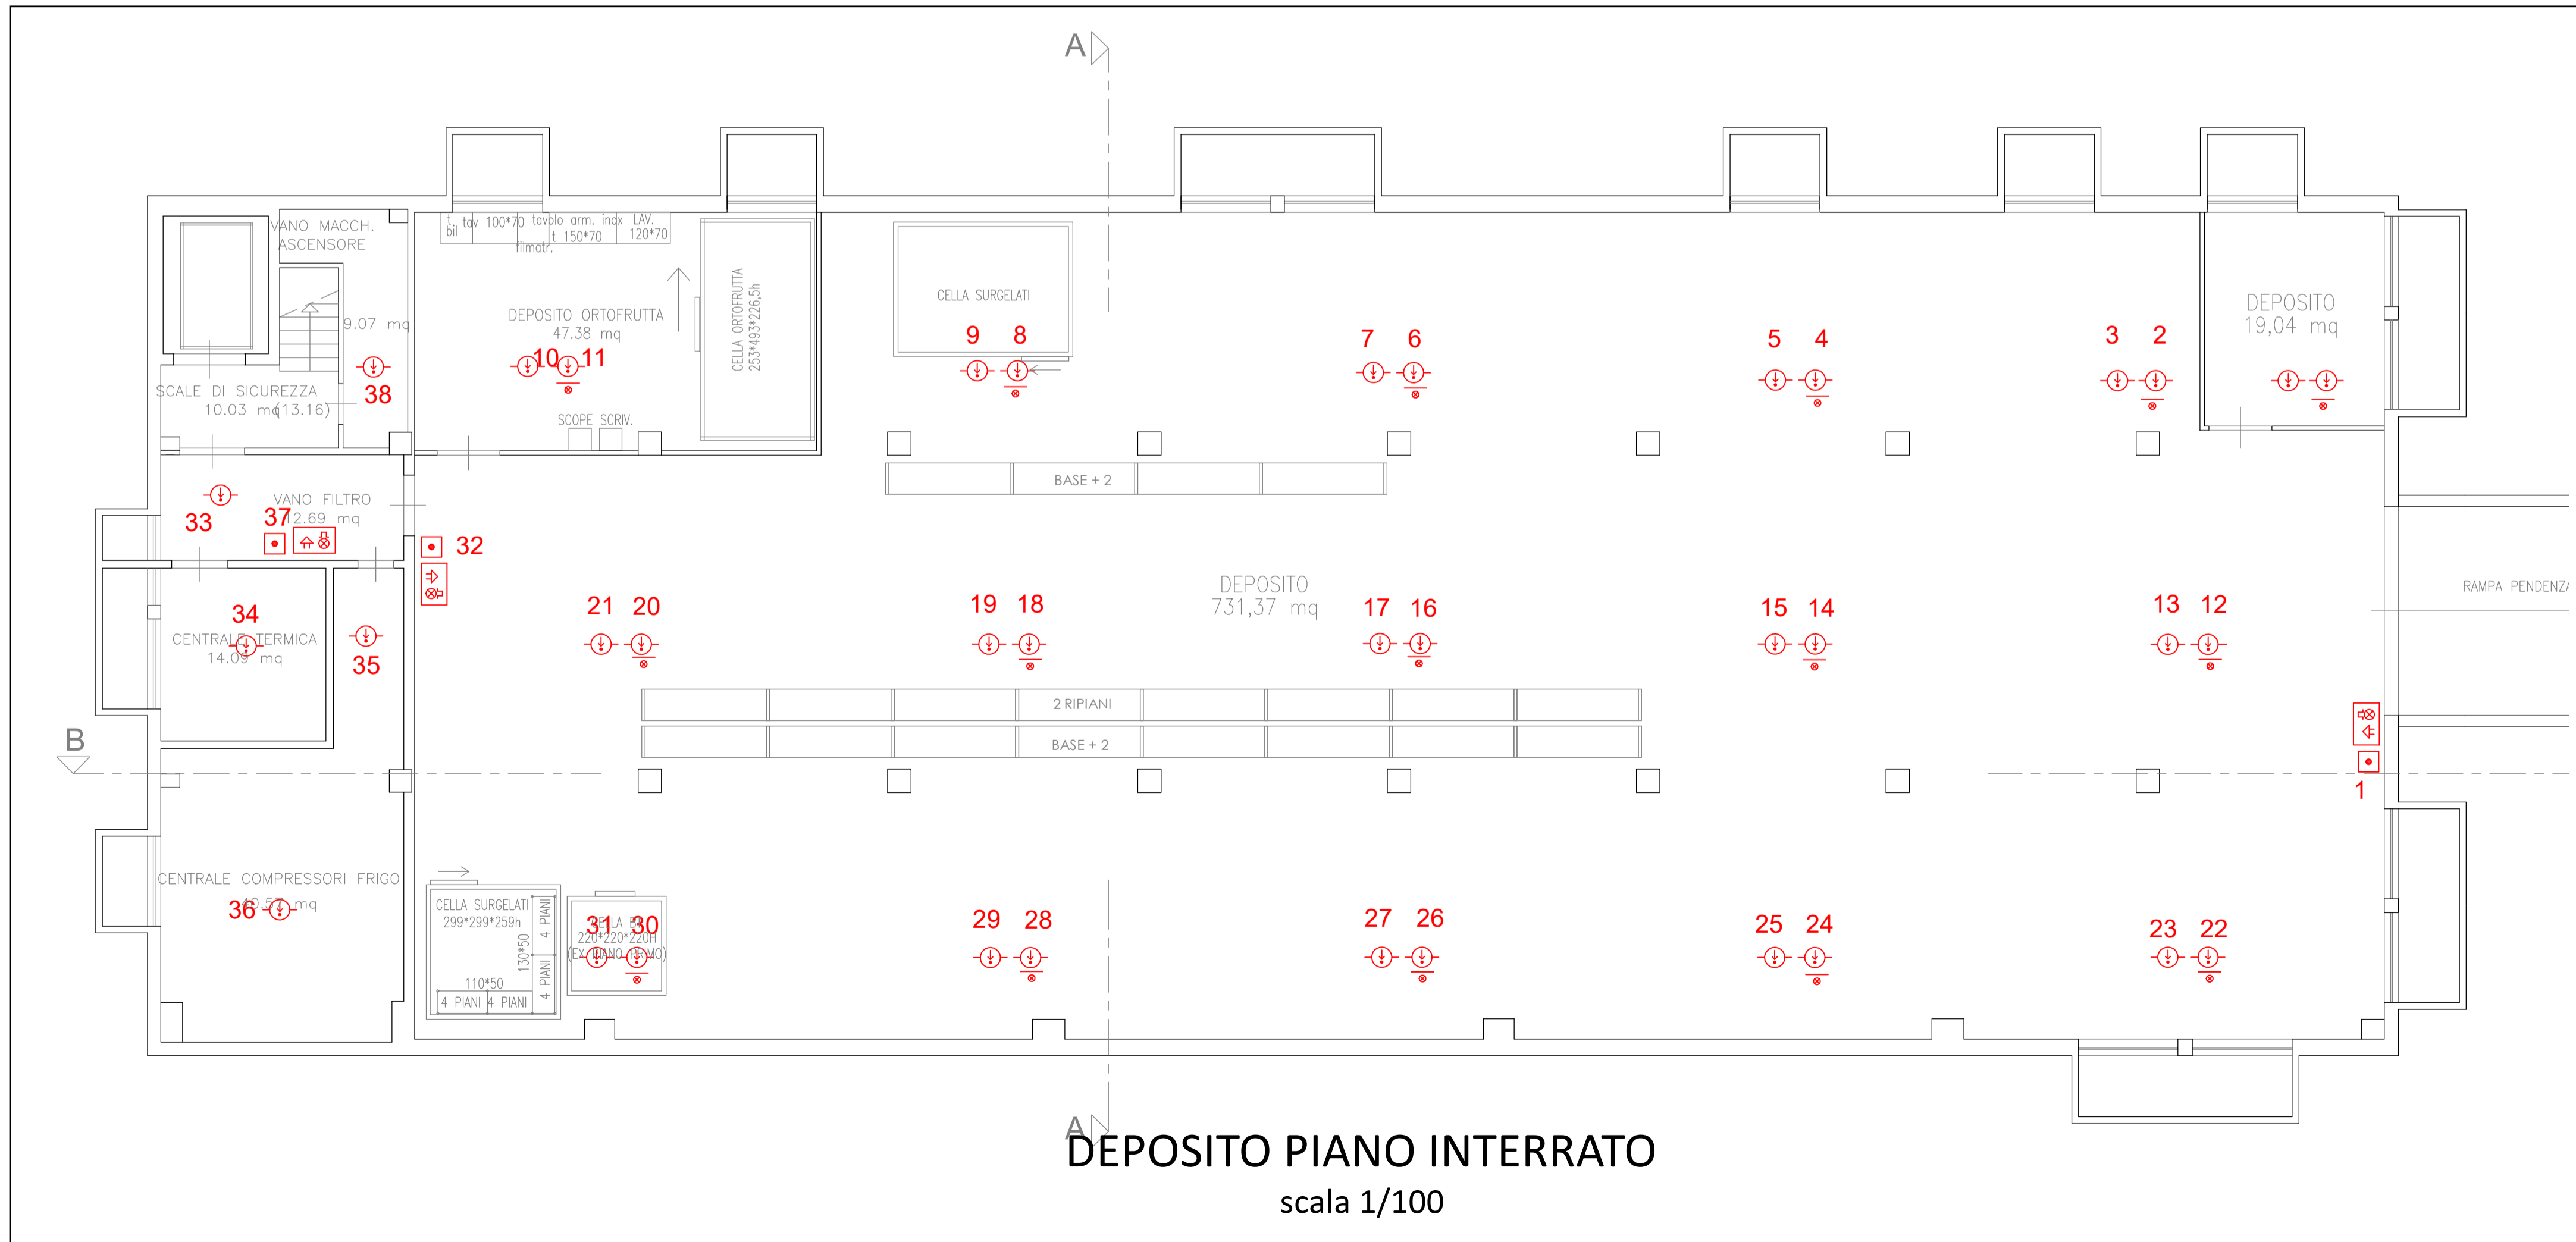 A
VANO MACCH.
ASCENSORE
9.07 mq
38
SCALE DI SICUREZZA
10.03 mq(13.16)
t.
bil
tav 100*70
tavolo arm. inox
t 150*70
LAV.
120*70
filmatr.
DEPOSITO ORTOFRUTTA
47.38 mq
10 11
SCOPE SCRIV.
CELLA ORTOFRUTTA
253*493*226,5h
CELLA SURGELATI
9 8
7 6
5 4
3 2
DEPOSITO
19,04 mq
VANO FILTRO
12.69 mq
33
37
32
BASE + 2
DEPOSITO
731,37 mq
RAMPA PENDENZA
34
CENTRALE TERMICA
14.09 mq
35
21 20
19 18
17 16
15 14
13 12
2 RIPIANI
BASE + 2
B
1
CENTRALE COMPRESSORI FRIGO
40.57 mq
36
CELLA SURGELATI
299*299*259h
4 PIANI
130*50
4 PIANI
110*50
4 PIANI 4 PIANI
31 30
220*220*220H
(EX PIANO PRIMO)
29 28
27 26
25 24
23 22
A
DEPOSITO PIANO INTERRATO
scala 1/100